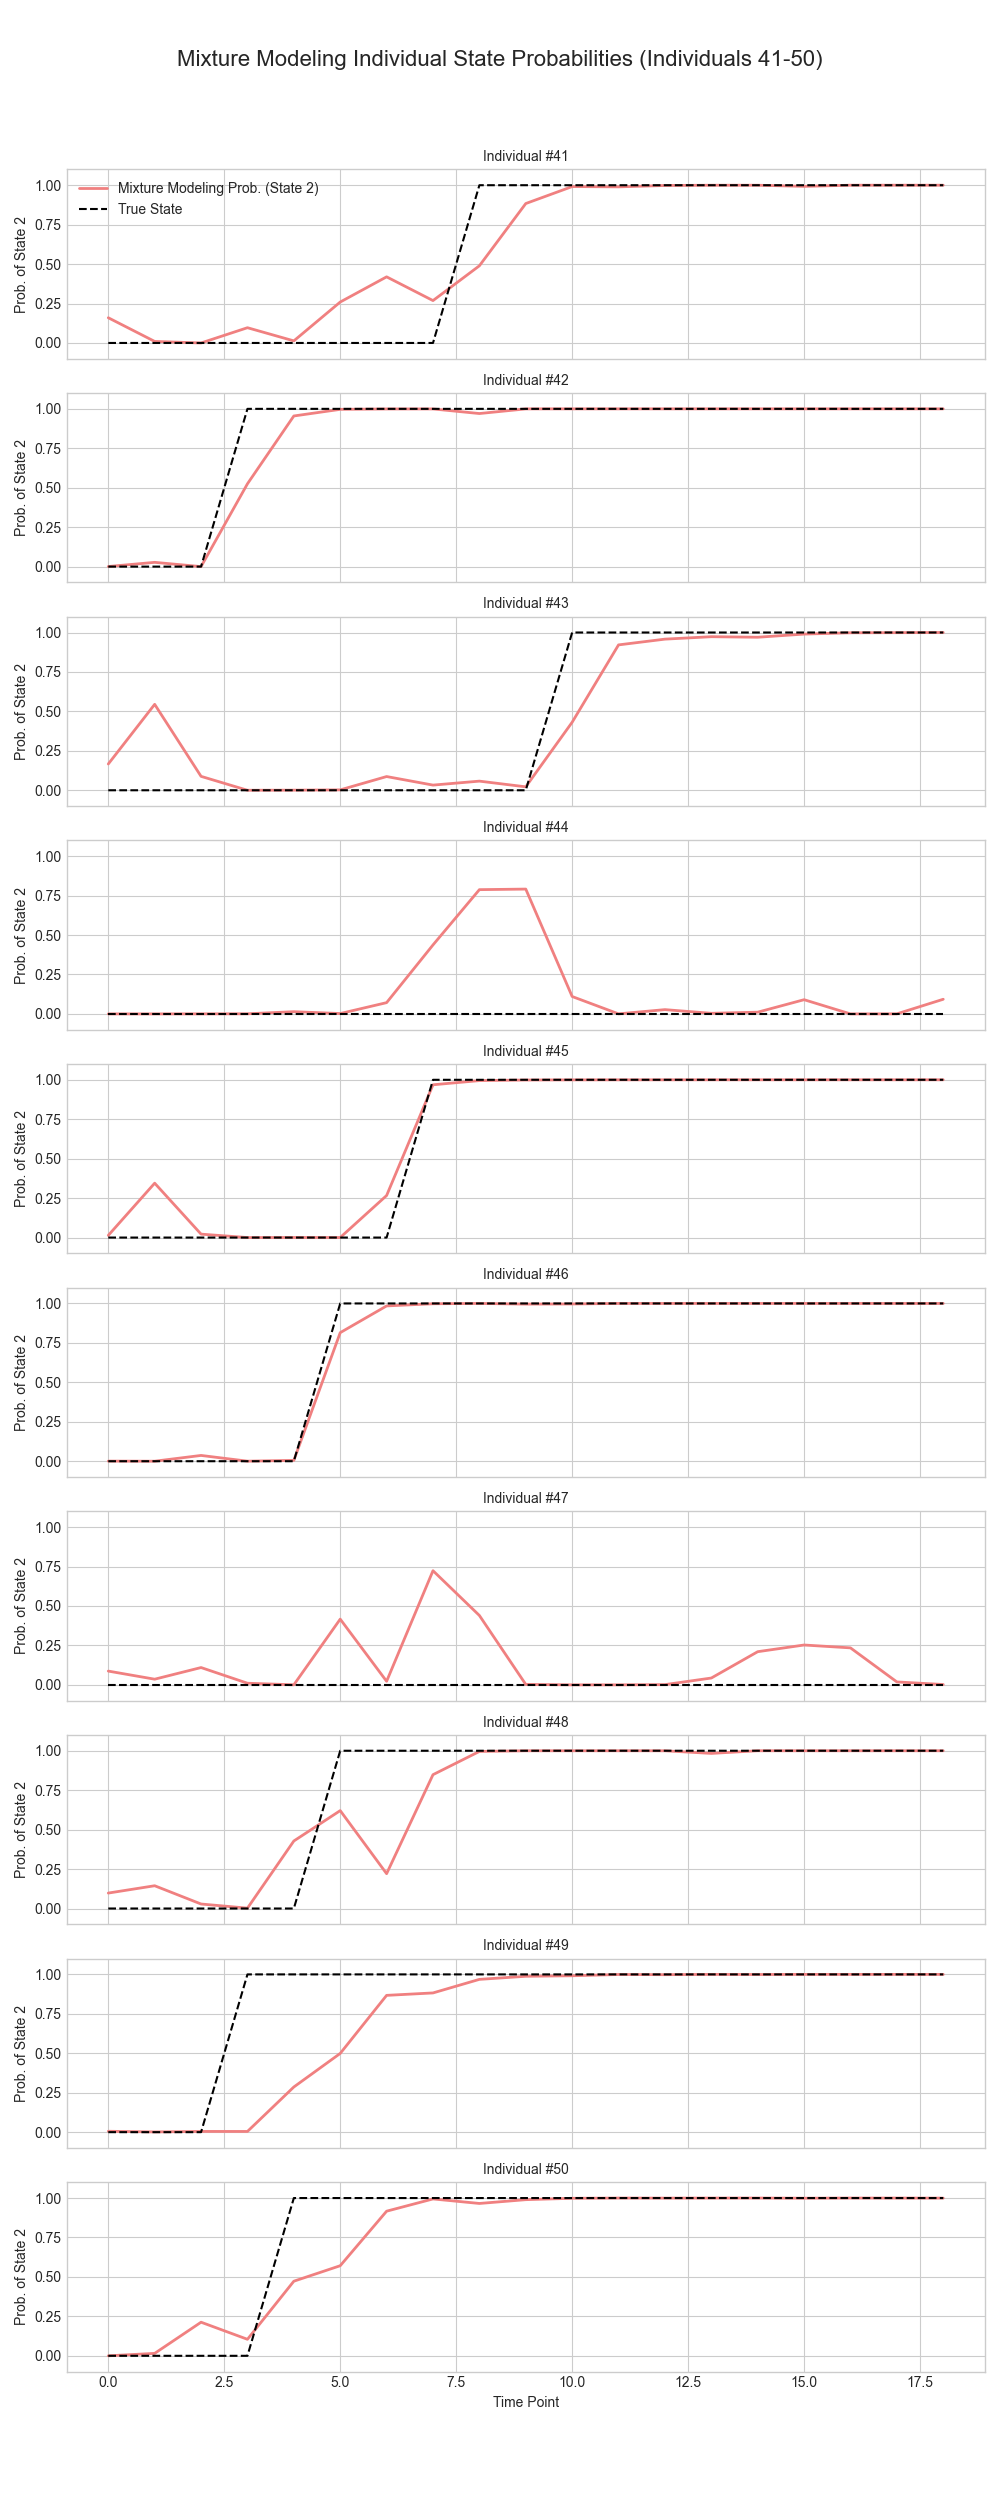 Mixture Modeling Individual State Probabilities (Individuals 41-50)
Individual #41
Mixture Modeling Prob. (State 2)
True State
1.00
0.75
0.50
0.25
0.00
Prob. of State 2
Individual #42
1.00
0.75
0.50
0.25
0.00
Prob. of State 2
Individual #43
1.00
0.75
0.50
0.25
0.00
Prob. of State 2
Individual #44
1.00
0.75
0.50
0.25
0.00
Prob. of State 2
Individual #45
1.00
0.75
0.50
0.25
0.00
Prob. of State 2
Individual #46
1.00
0.75
0.50
0.25
0.00
Prob. of State 2
Individual #47
1.00
0.75
0.50
0.25
0.00
Prob. of State 2
Individual #48
1.00
0.75
0.50
0.25
0.00
Prob. of State 2
Individual #49
1.00
0.75
0.50
0.25
0.00
Prob. of State 2
Individual #50
1.00
0.75
0.50
0.25
0.00
Prob. of State 2
0.0 2.5 5.0 7.5 10.0 12.5 15.0 17.5
Time Point